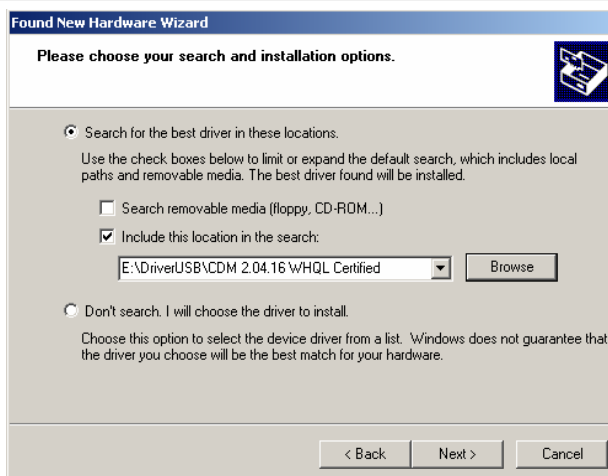 Found New Hardware Wizard
Please choose your search and installation options.
Search for the best driver in these locations.
Use the check boxes below to limit or expand the default search, which includes local
paths and removable media. The best driver found will be installed.
Search removable media (floppy, CD-ROM...)
Include this location in the search:
E:\DriverUSB\CDM 2.04.16 WHQL Certified
Browse
Don't search. I will choose the driver to install.
Choose this option to select the device driver from a list. Windows does not guarantee that
the driver you choose will be the best match for your hardware.
< Back
Next >
Cancel